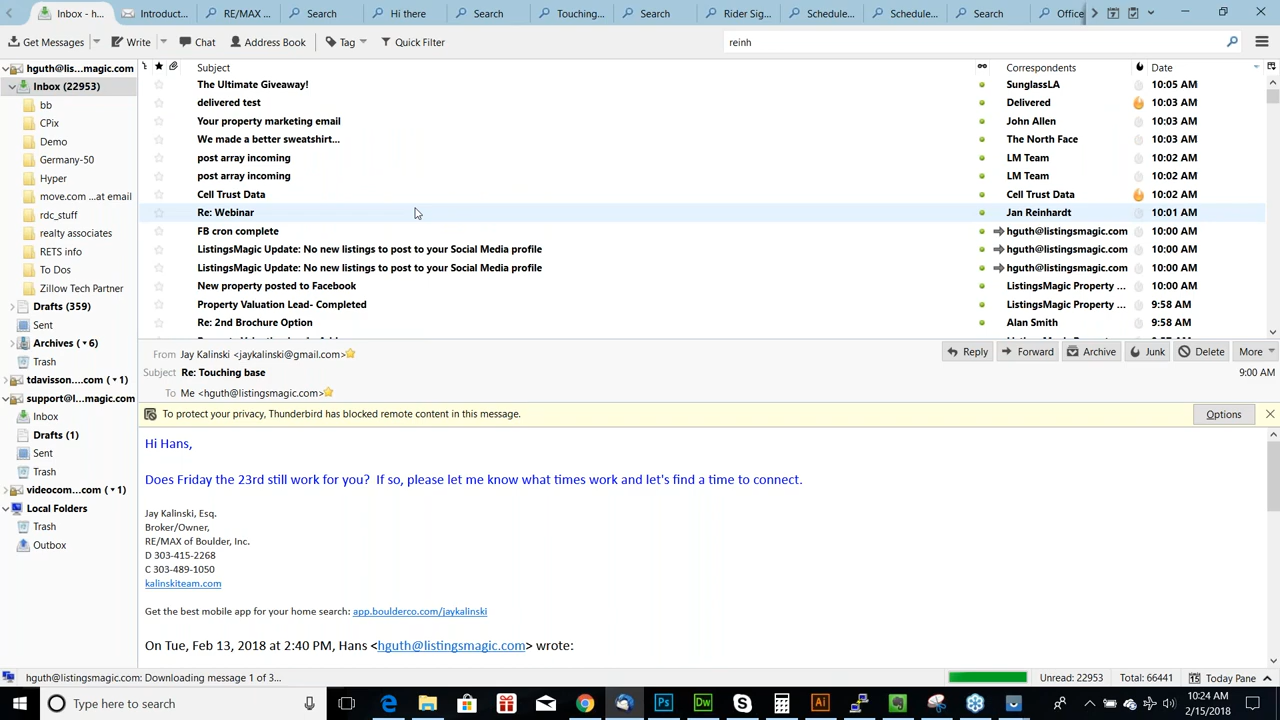 Inbox -
Introduct...
RE/MAX ...
Search
Hi there
Search
Touching...
Search
Rider Sig...
Schedule...
Schedule...
Search
Office
Get Messages
Write
Chat
Address Book
Tag
Quick Filter
reinh
hguth@lis...magic.com
Inbox (22953)
bb
CPix
Demo
Germany-50
Hyper
move.com ...at email
rdc_stuff
realty associates
RETS info
To Dos
Zillow Tech Partner
Drafts (359)
Sent
Archives (▾ 6)
Trash
tdavisson....com (▾ 1)
support@l...magic.com
Inbox
Drafts (1)
Sent
Trash
videocom...com (▾ 1)
Local Folders
Trash
Outbox
Subject Correspondents Date
The Ultimate Giveaway! SunglassLA 10:05 AM
delivered test Delivered 10:03 AM
Your property marketing email John Allen 10:03 AM
We made a better sweatshirt... The North Face 10:03 AM
post array incoming LM Team 10:02 AM
post array incoming LM Team 10:02 AM
Cell Trust Data Cell Trust Data 10:02 AM
Re: Webinar Jan Reinhardt 10:01 AM
FB cron complete hguth@listingsmagic.com 10:00 AM
ListingsMagic Update: No new listings to post to your Social Media profile hguth@listingsmagic.com 10:00 AM
ListingsMagic Update: No new listings to post to your Social Media profile hguth@listingsmagic.com 10:00 AM
New property posted to Facebook ListingsMagic Property ... 10:00 AM
Property Valuation Lead- Completed ListingsMagic Property ... 9:58 AM
Re: 2nd Brochure Option Alan Smith 9:58 AM
From Jay Kalinski <jaykalinski@gmail.com>
Reply Forward Archive Junk Delete More
Subject Re: Touching base 9:00 AM
To Me <hguth@listingsmagic.com>
To protect your privacy, Thunderbird has blocked remote content in this message. Options
Hi Hans,
Does Friday the 23rd still work for you? If so, please let me know what times work and let's find a time to connect.
Jay Kalinski, Esq.
Broker/Owner,
RE/MAX of Boulder, Inc.
D 303-415-2268
C 303-489-1050
kalinskiteam.com
Get the best mobile app for your home search: app.boulderco.com/jaykalinski
On Tue, Feb 13, 2018 at 2:40 PM, Hans <hguth@listingsmagic.com> wrote:
hguth@listingsmagic.com: Downloading message 1 of 3... Unread: 22953 Total: 66441 Today Pane
Type here to search
Ps
Dw
Ai
10:24 AM
2/15/2018